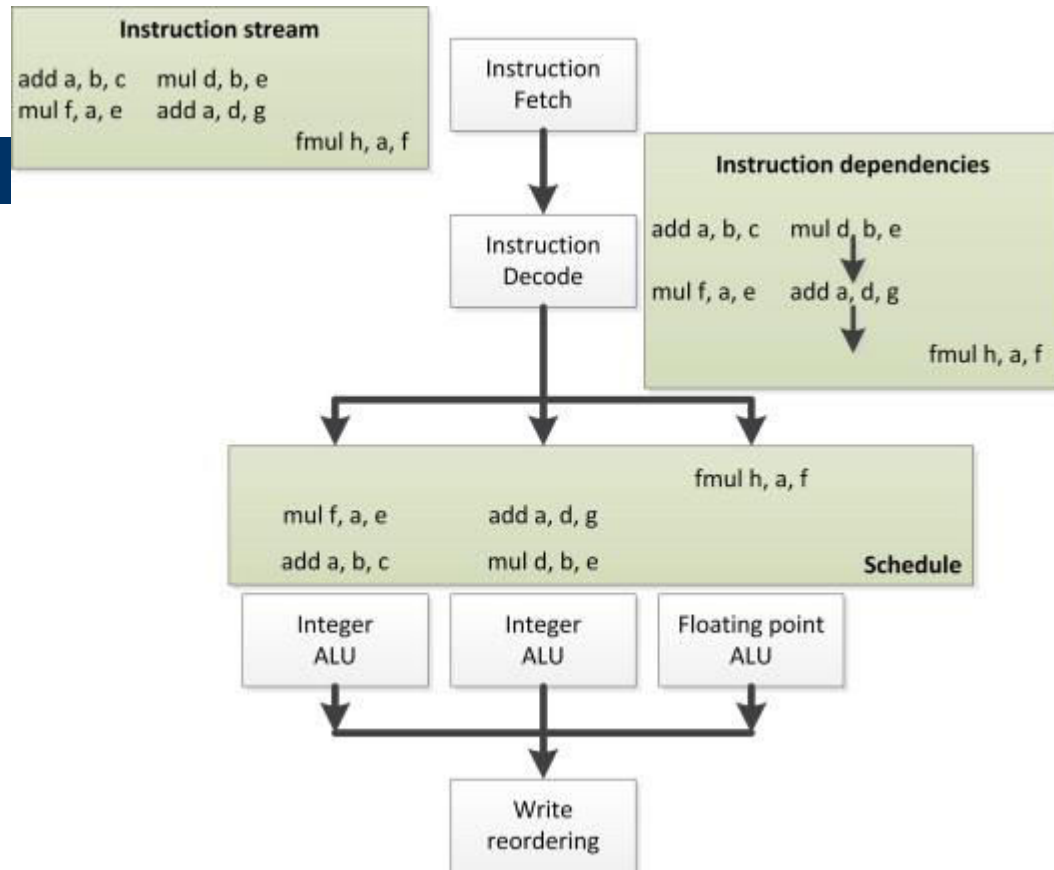 Instruction stream
add a, b, c mul d, b, e
mul f, a, e add a, d, g
fmul h, a, f
Instruction
Fetch
Instruction dependencies
add a, b, c mul d, b, e
mul f, a, e add a, d, g
fmul h, a, f
Instruction
Decode
fmul h, a, f
mul f, a, e add a, d, g
add a, b, c mul d, b, e
Schedule
Integer
ALU
Integer
ALU
Floating point
ALU
Write
reordering